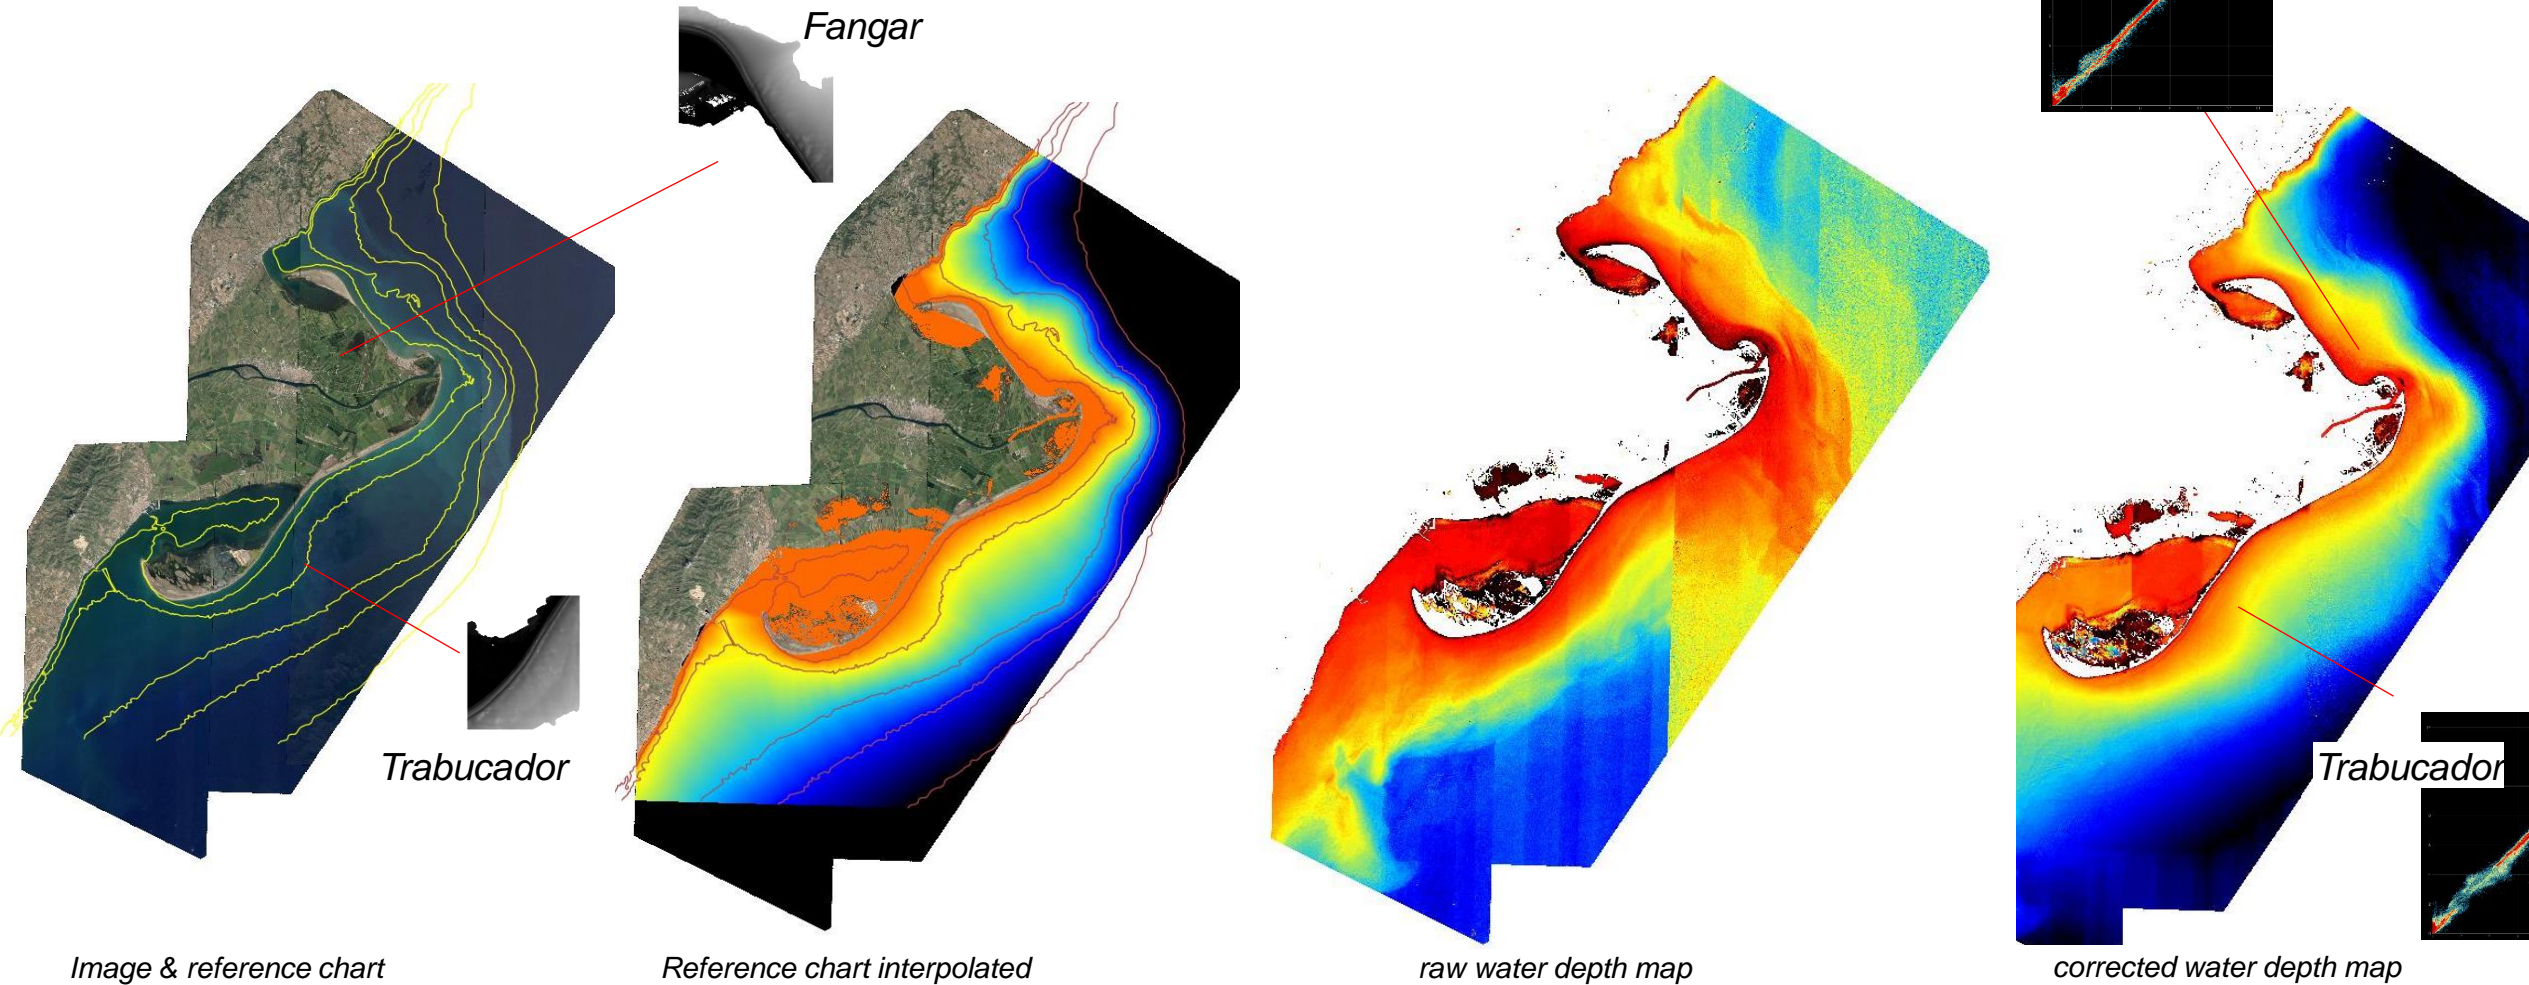 Fangar
Trabucador
Trabucador
Image & reference chart
Reference chart interpolated
raw water depth map
corrected water depth map